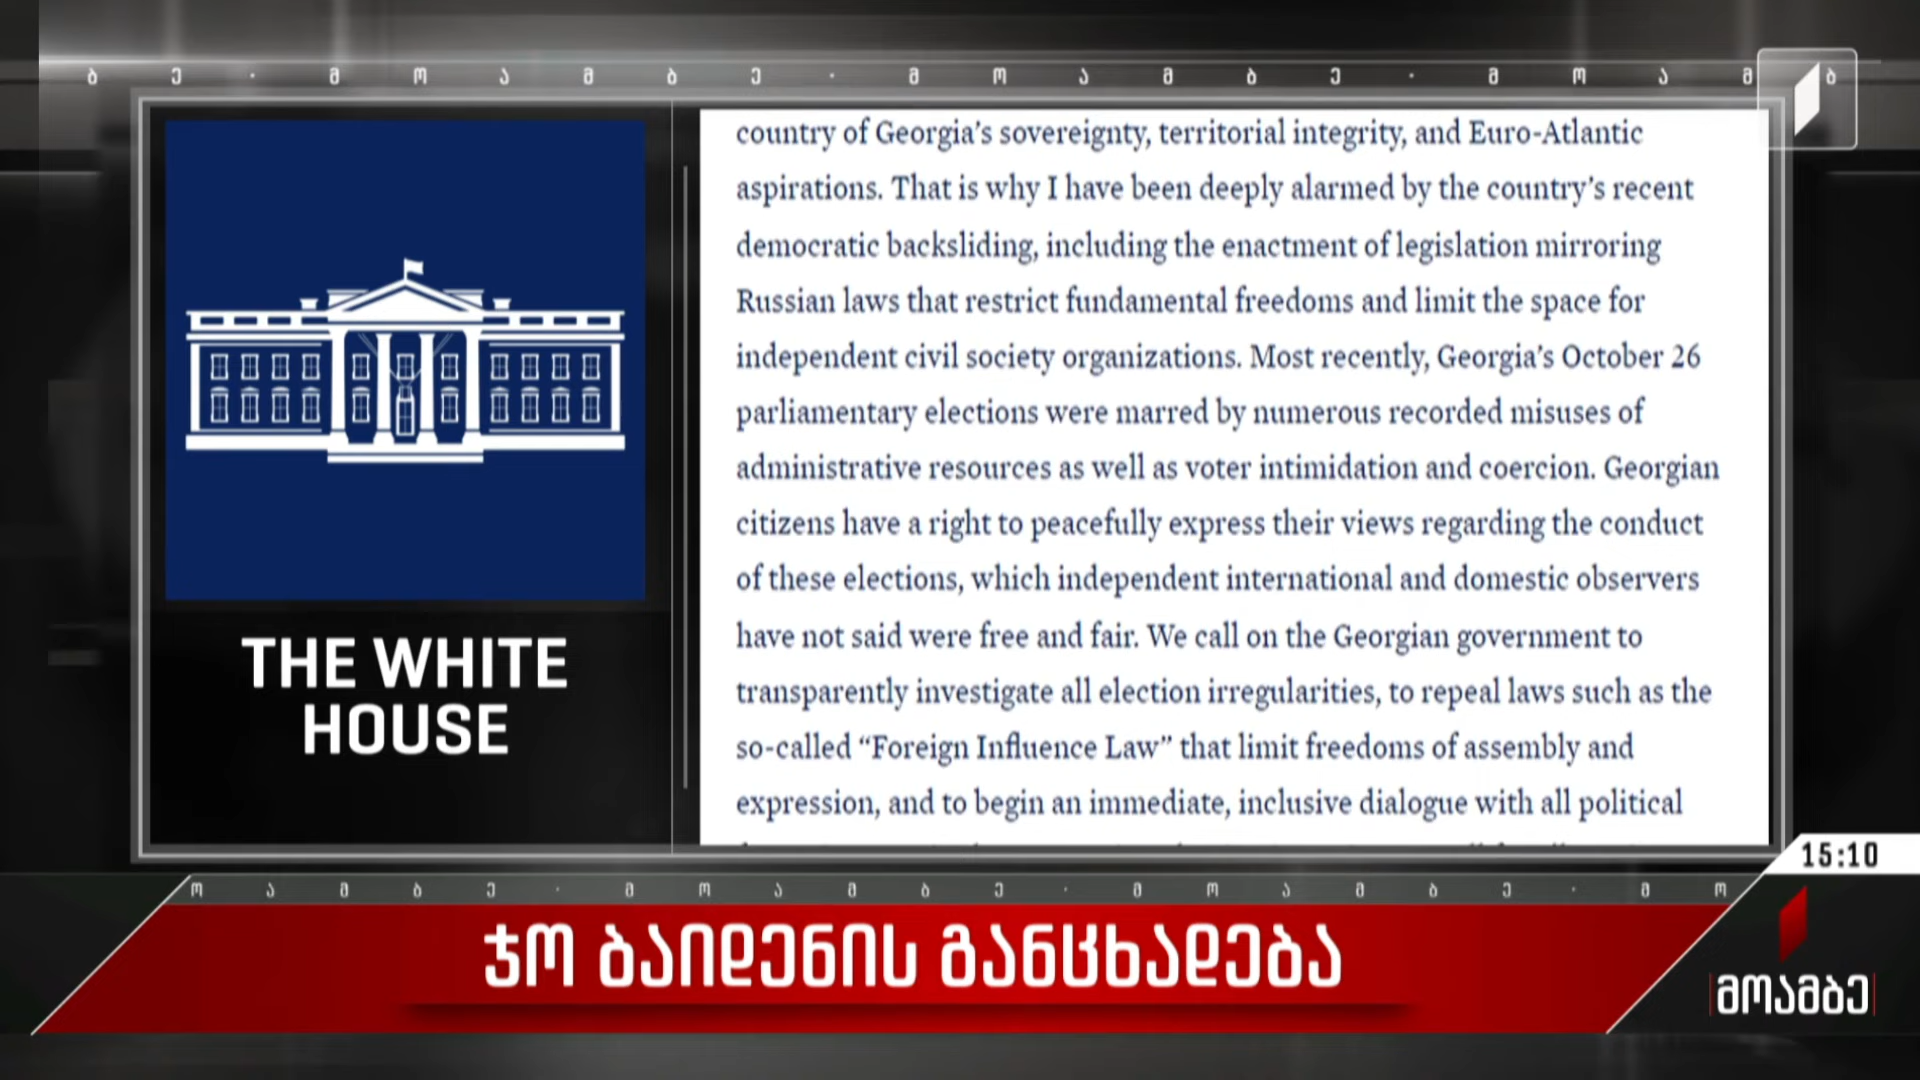 ბ ე · მ ო ა მ ბ ე · მ ო ა მ ბ ე · მ ო ა მ ბ
THE WHITE
HOUSE
country of Georgia’s sovereignty, territorial integrity, and Euro-Atlantic
aspirations. That is why I have been deeply alarmed by the country’s recent
democratic backsliding, including the enactment of legislation mirroring
Russian laws that restrict fundamental freedoms and limit the space for
independent civil society organizations. Most recently, Georgia’s October 26
parliamentary elections were marred by numerous recorded misuses of
administrative resources as well as voter intimidation and coercion. Georgian
citizens have a right to peacefully express their views regarding the conduct
of these elections, which independent international and domestic observers
have not said were free and fair. We call on the Georgian government to
transparently investigate all election irregularities, to repeal laws such as the
so-called “Foreign Influence Law” that limit freedoms of assembly and
expression, and to begin an immediate, inclusive dialogue with all political
15:10
ო ა მ ბ ე · მ ო ა მ ბ ე · მ ო ა მ ბ ე · მ ო
ჯო ბაიდენის განცხადება
მოამბე